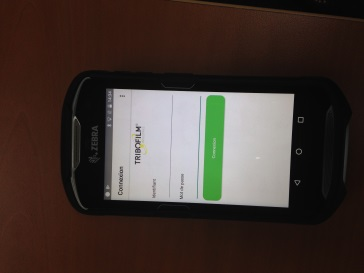 ZEBRA
Connexion
TRIBOFILM
Identifiant
Mot de passe
Connexion